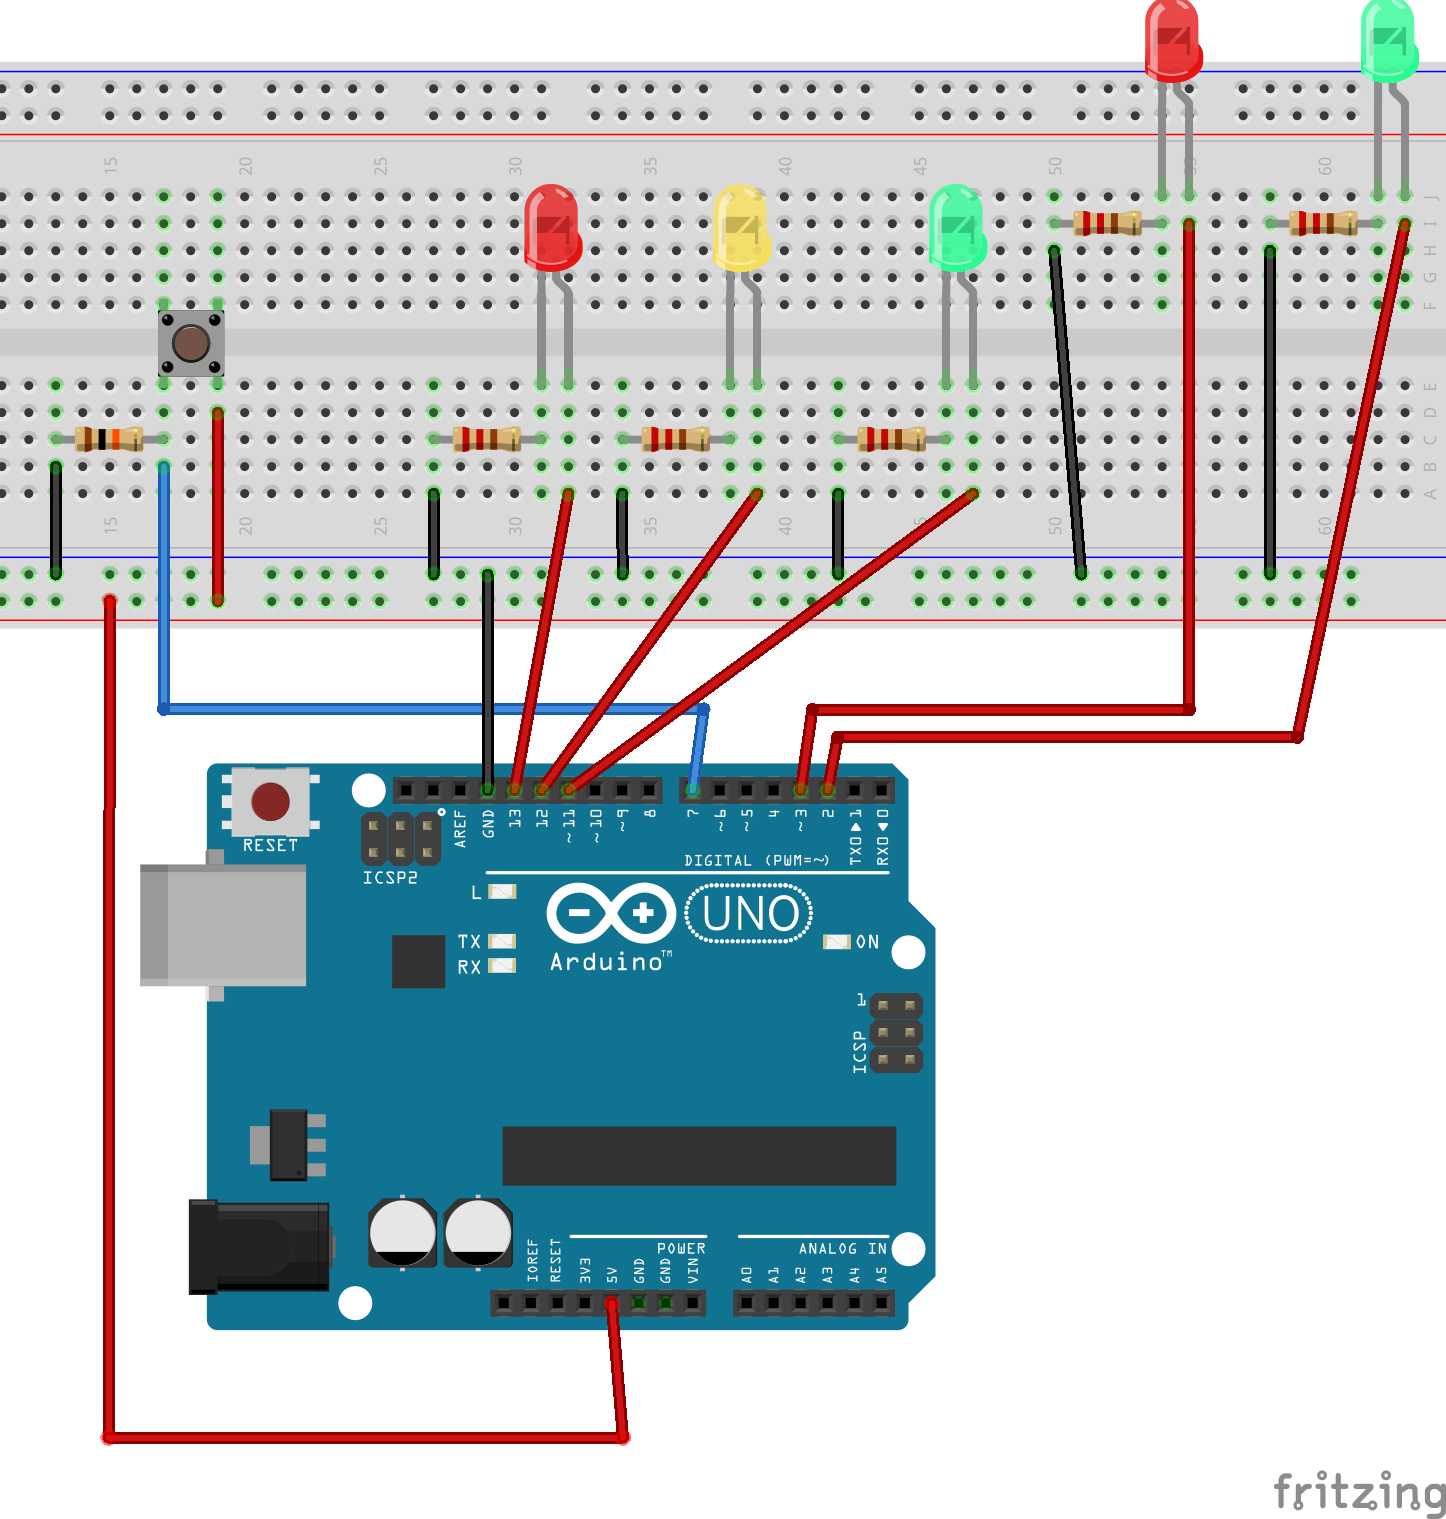 15 20 25 30 35 40 45 50 55 60
J
I
H
G
F
E
D
C
B
A
15 20 25 30 35 40 45 50 60
RESET
ICSP2
AREF
GND
13
12
~11
~10
~9
8
7
~6
~5
4
~3
2
TX0▶1
RX0◀0
DIGITAL (PWM=~)
L
TX
RX
UNO
Arduino™
ON
1
ICSP
IOREF
RESET
3V3
5V
GND
GND
VIN
POWER
A0
A1
A2
A3
A4
A5
ANALOG IN
fritzing